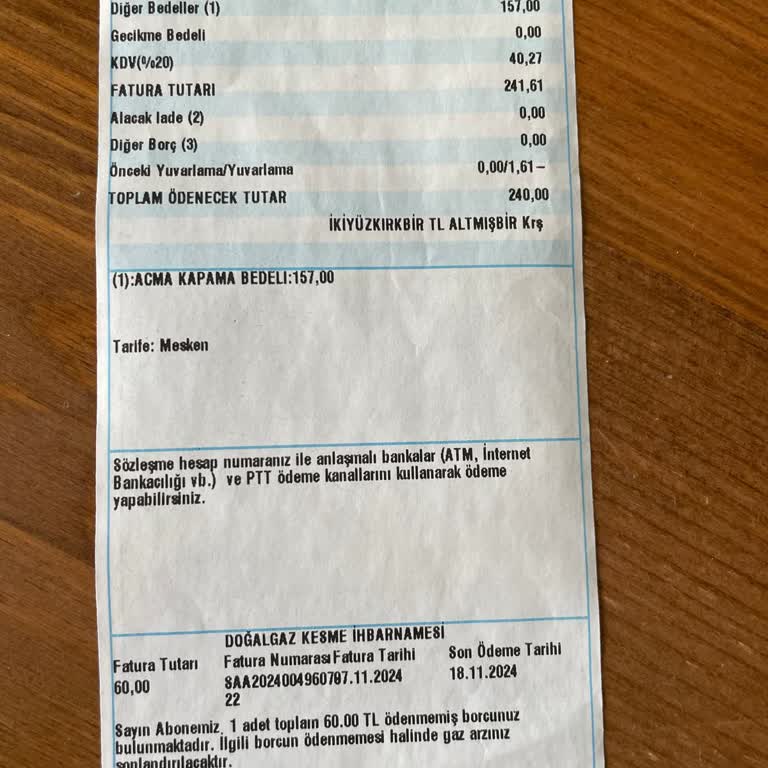 Diğer Bedeller (1) 157,00
Gecikme Bedeli 0,00
KDV(%20) 40,27
FATURA TUTARI 241,61
Alacak Iade (2) 0,00
Diğer Borç (3) 0,00
Önceki Yuvarlama/Yuvarlama 0,00/1,61-
TOPLAM ÖDENECEK TUTAR 240,00
İKİYÜZKIRKBİR TL ALTMIŞBİR Krş
(1):ACMA KAPAMA BEDELI:157,00
Tarife: Mesken
Sözleşme hesap numaranız ile anlaşmalı bankalar (ATM, İnternet
Bankacılığı vb.) ve PTT ödeme kanallarını kullanarak ödeme
yapabilirsiniz.
DOĞALGAZ KESME İHBARNAMESİ
Fatura Tutarı Fatura Numarası Fatura Tarihi Son Ödeme Tarihi
60,00 SAA2024004960707.11.2024 18.11.2024
22
Sayın Abonemiz, 1 adet toplam 60.00 TL ödenmemiş borcunuz
bulunmaktadır. İlgili borcun ödenmemesi halinde gaz arzınız
sonlandırılacaktır.